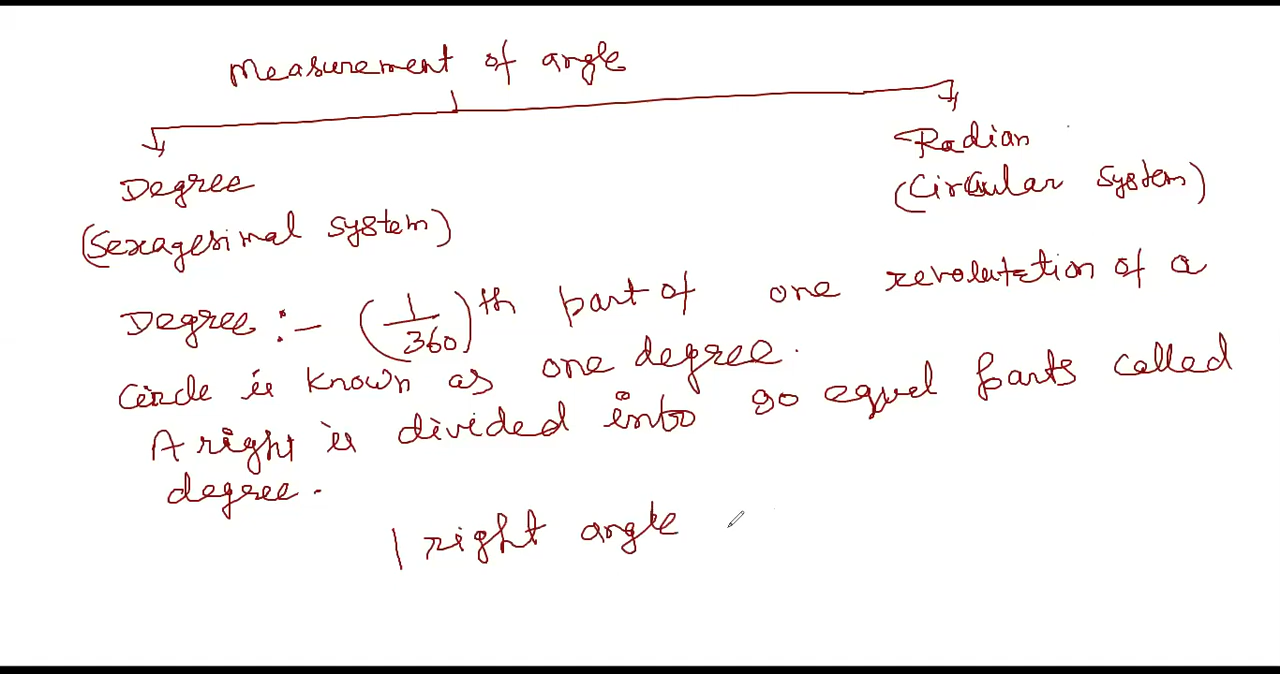 Measurement of angle
Degree
(Sexagesimal system)
Radian
(Circular system)
Degree :- (1/360)th part of one revolutetion of a
Circle is known as one degree.
A right is divided into 90 equal parts called
degree.
1 right angle